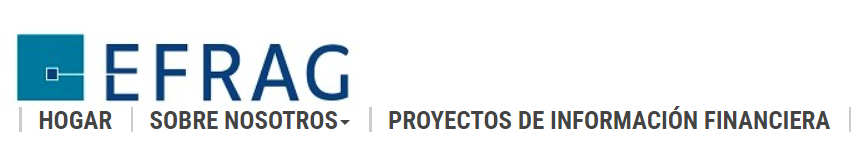 EFRAG
HOGAR SOBRE NOSOTROS PROYECTOS DE INFORMACIÓN FINANCIERA